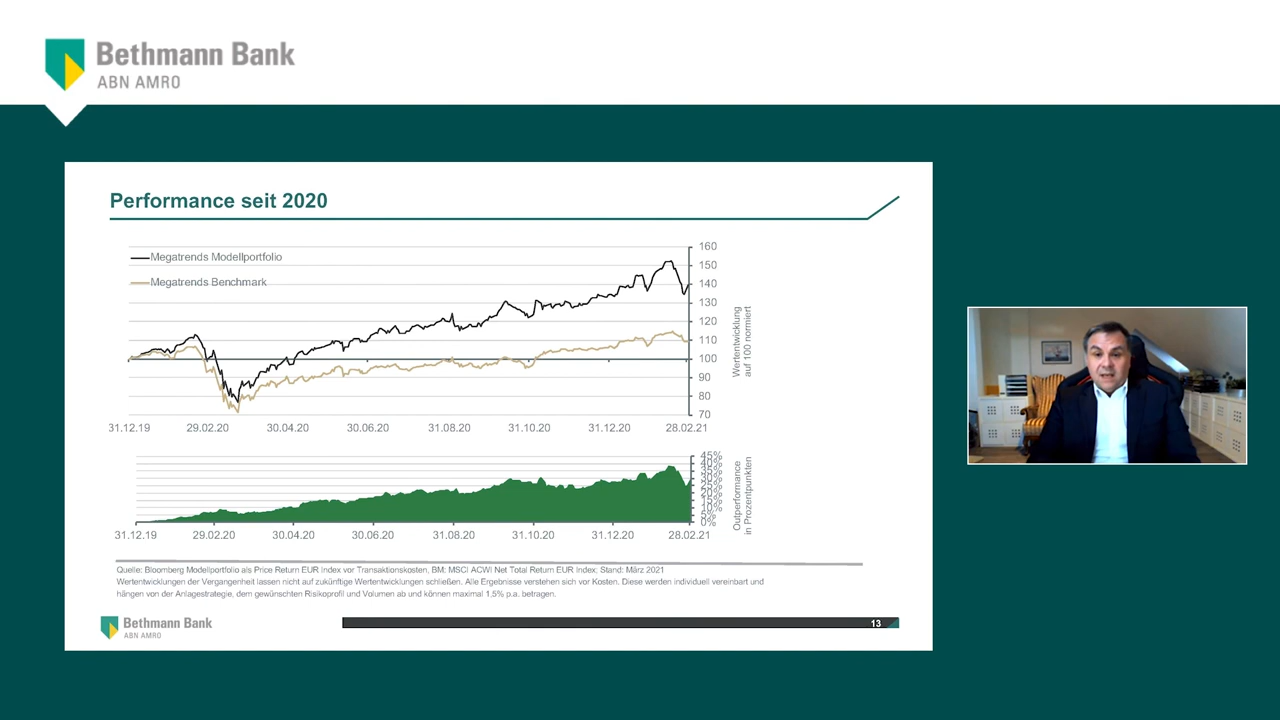 Bethmann Bank
ABN AMRO
Performance seit 2020
Megatrends Modellportfolio
Megatrends Benchmark
160
150
140
130
120
110
100
90
80
70
Wertentwicklung
auf 100 normiert
31.12.19 29.02.20 30.04.20 30.06.20 31.08.20 31.10.20 31.12.20 28.02.21
45%
40%
35%
30%
25%
20%
15%
10%
5%
0%
Outperformance
in Prozentpunkten
31.12.19 29.02.20 30.04.20 30.06.20 31.08.20 31.10.20 31.12.20 28.02.21
Quelle: Bloomberg Modellportfolio als Price Return EUR Index vor Transaktionskosten, BM: MSCI ACWI Net Total Return EUR Index; Stand: März 2021
Wertentwicklungen der Vergangenheit lassen nicht auf zukünftige Wertentwicklungen schließen. Alle Ergebnisse verstehen sich vor Kosten. Diese werden individuell vereinbart und
hängen von der Anlagestrategie, dem gewünschten Risikoprofil und Volumen ab und können maximal 1,5% p.a. betragen.
Bethmann Bank
ABN AMRO
13